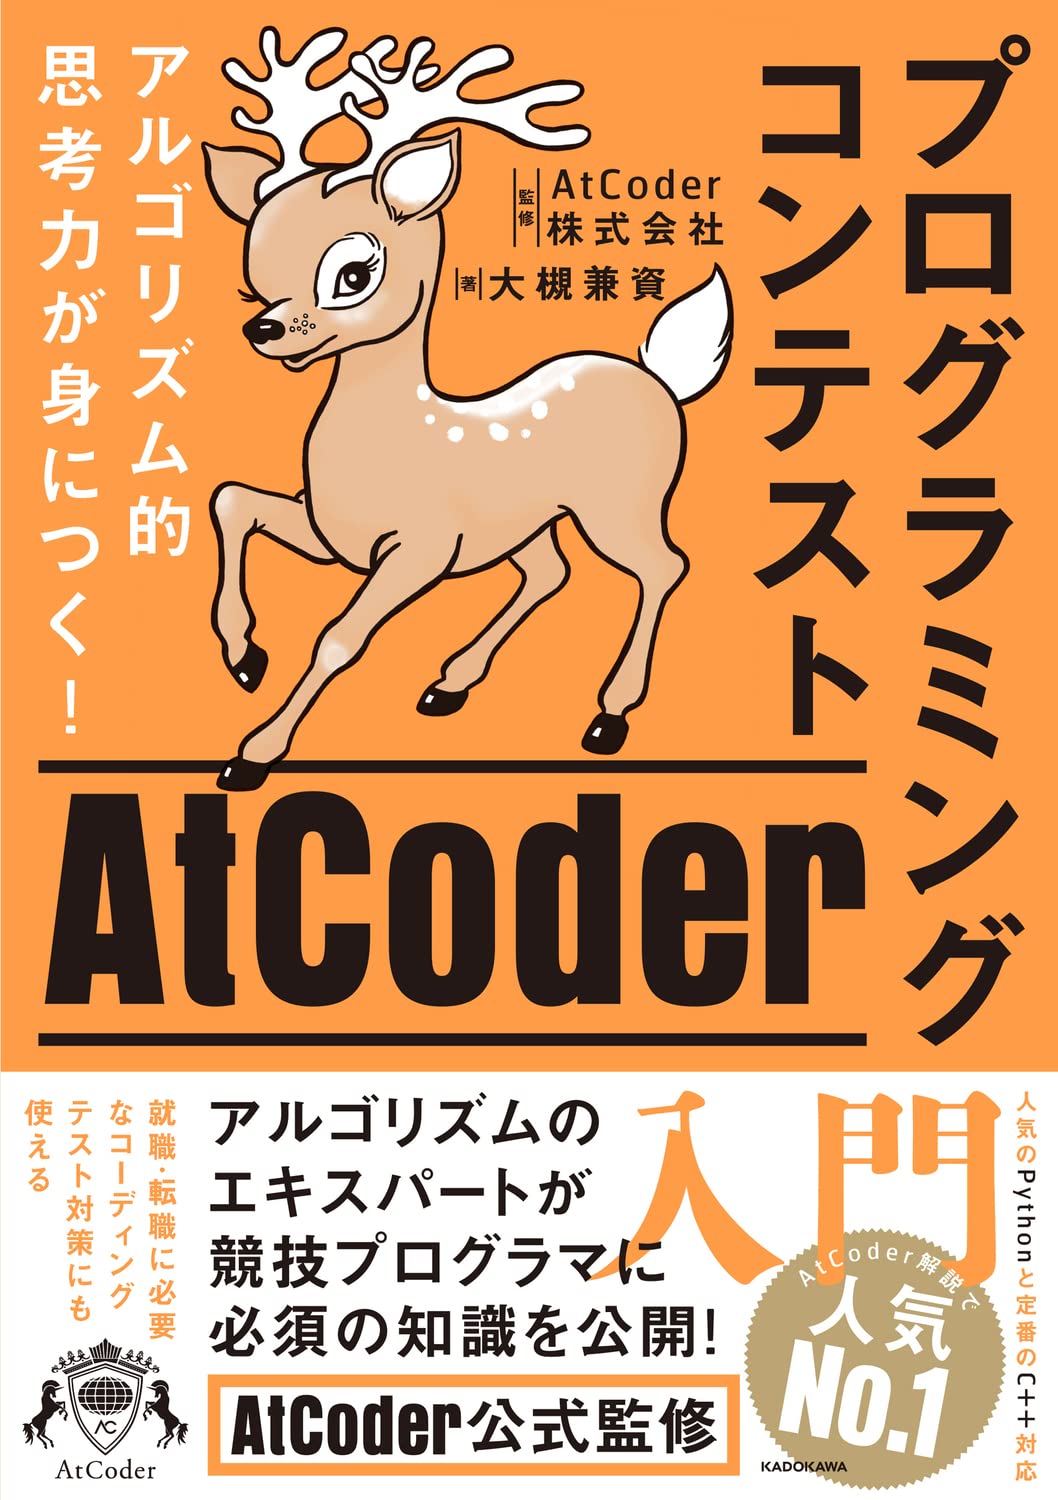 プログラミング
コンテスト
AtCoder
入門
監修
AtCoder
株式会社
著
大槻兼資
アルゴリズム的
思考力が身につく！
人気のPythonと定番のC++対応
アルゴリズムの
エキスパートが
競技プログラマに
必須の知識を公開！
AtCoder公式監修
就職・転職に必要
なコーディング
テスト対策にも
使える
AtCoder解説で
人気
No.1
KADOKAWA
AC
AtCoder